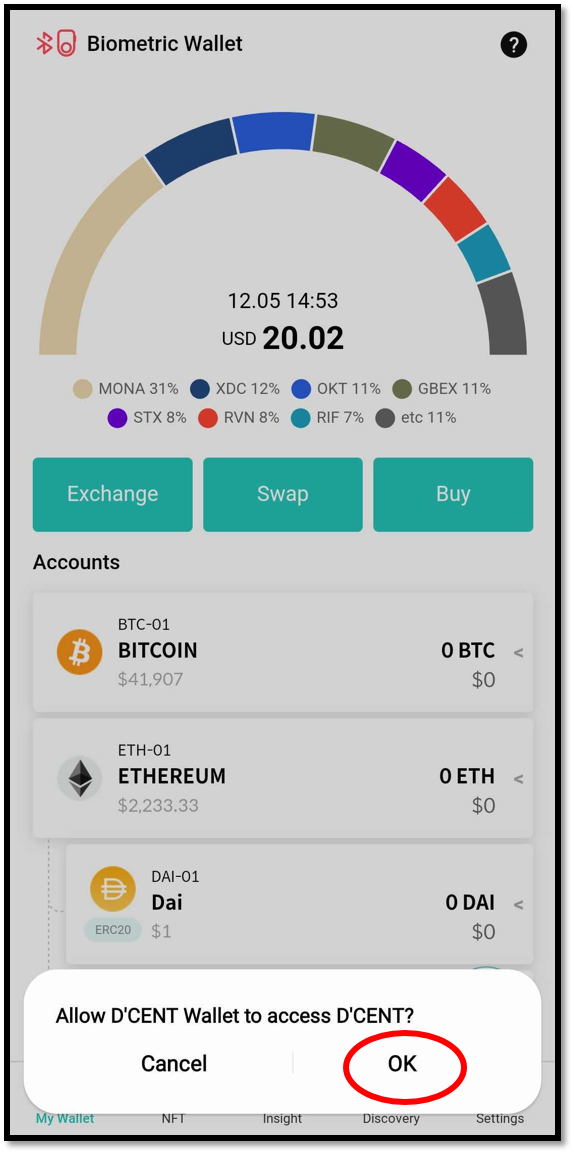 Biometric Wallet
?
12.05 14:53
USD 20.02
MONA 31% XDC 12% OKT 11% GBEX 11%
STX 8% RVN 8% RIF 7% etc 11%
Exchange Swap Buy
Accounts
BTC-01
BITCOIN 0 BTC <
$41,907 $0
ETH-01
ETHEREUM 0 ETH <
$2,233.33 $0
DAI-01
Dai 0 DAI <
ERC20 $1 $0
Allow D'CENT Wallet to access D'CENT?
Cancel OK
My Wallet NFT Insight Discovery Settings